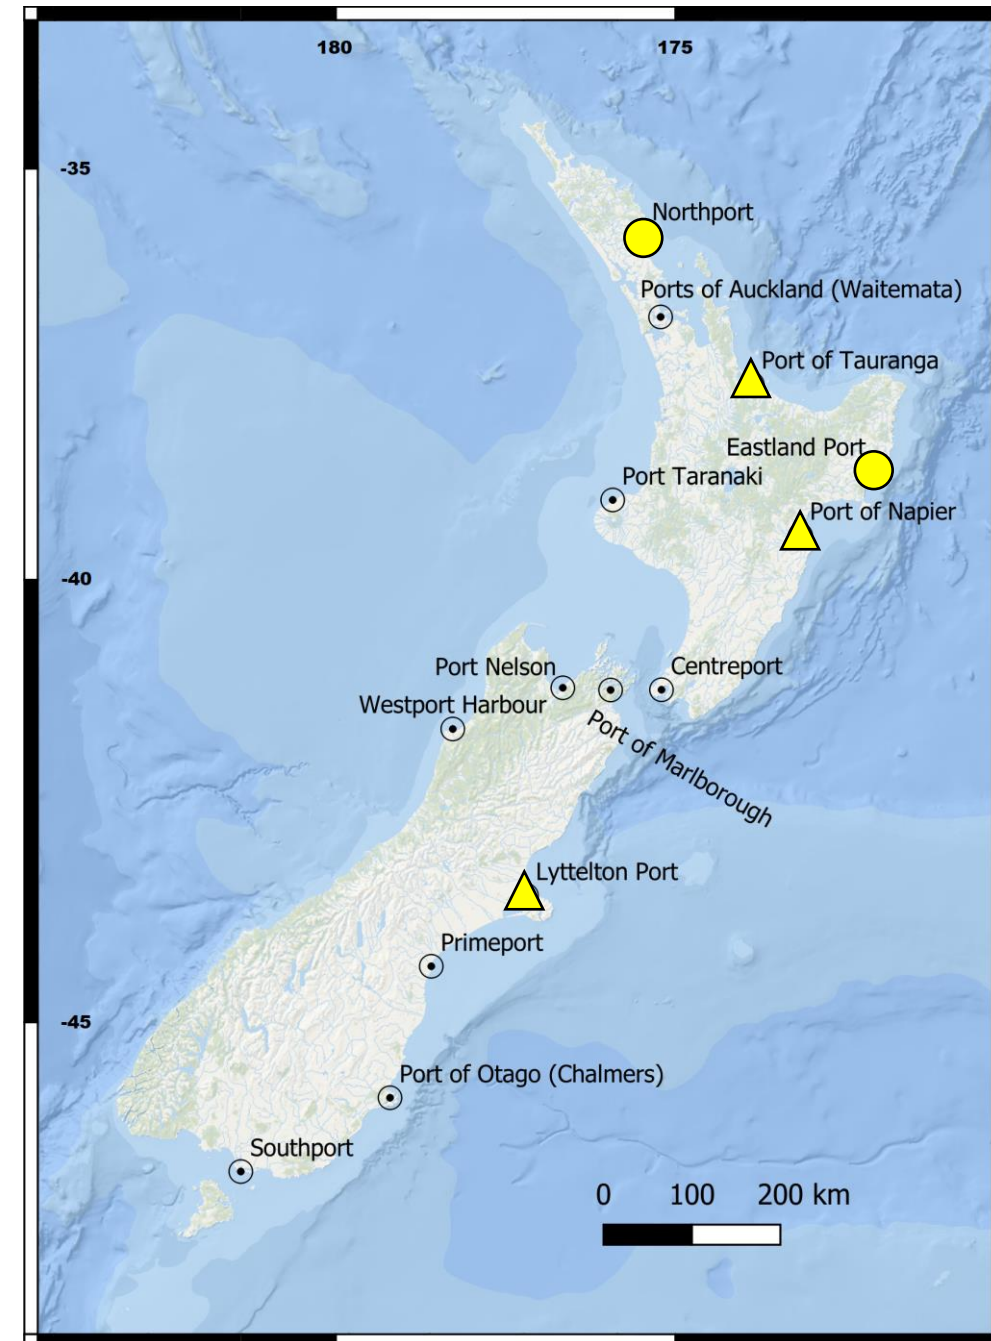 180 175
-35
Northport
Ports of Auckland (Waitemata)
Port of Tauranga
Eastland Port
Port Taranaki
Port of Napier
-40
Port Nelson
Centreport
Westport Harbour
Port of Marlborough
Lyttelton Port
Primeport
-45
Port of Otago (Chalmers)
Southport
0 100 200 km